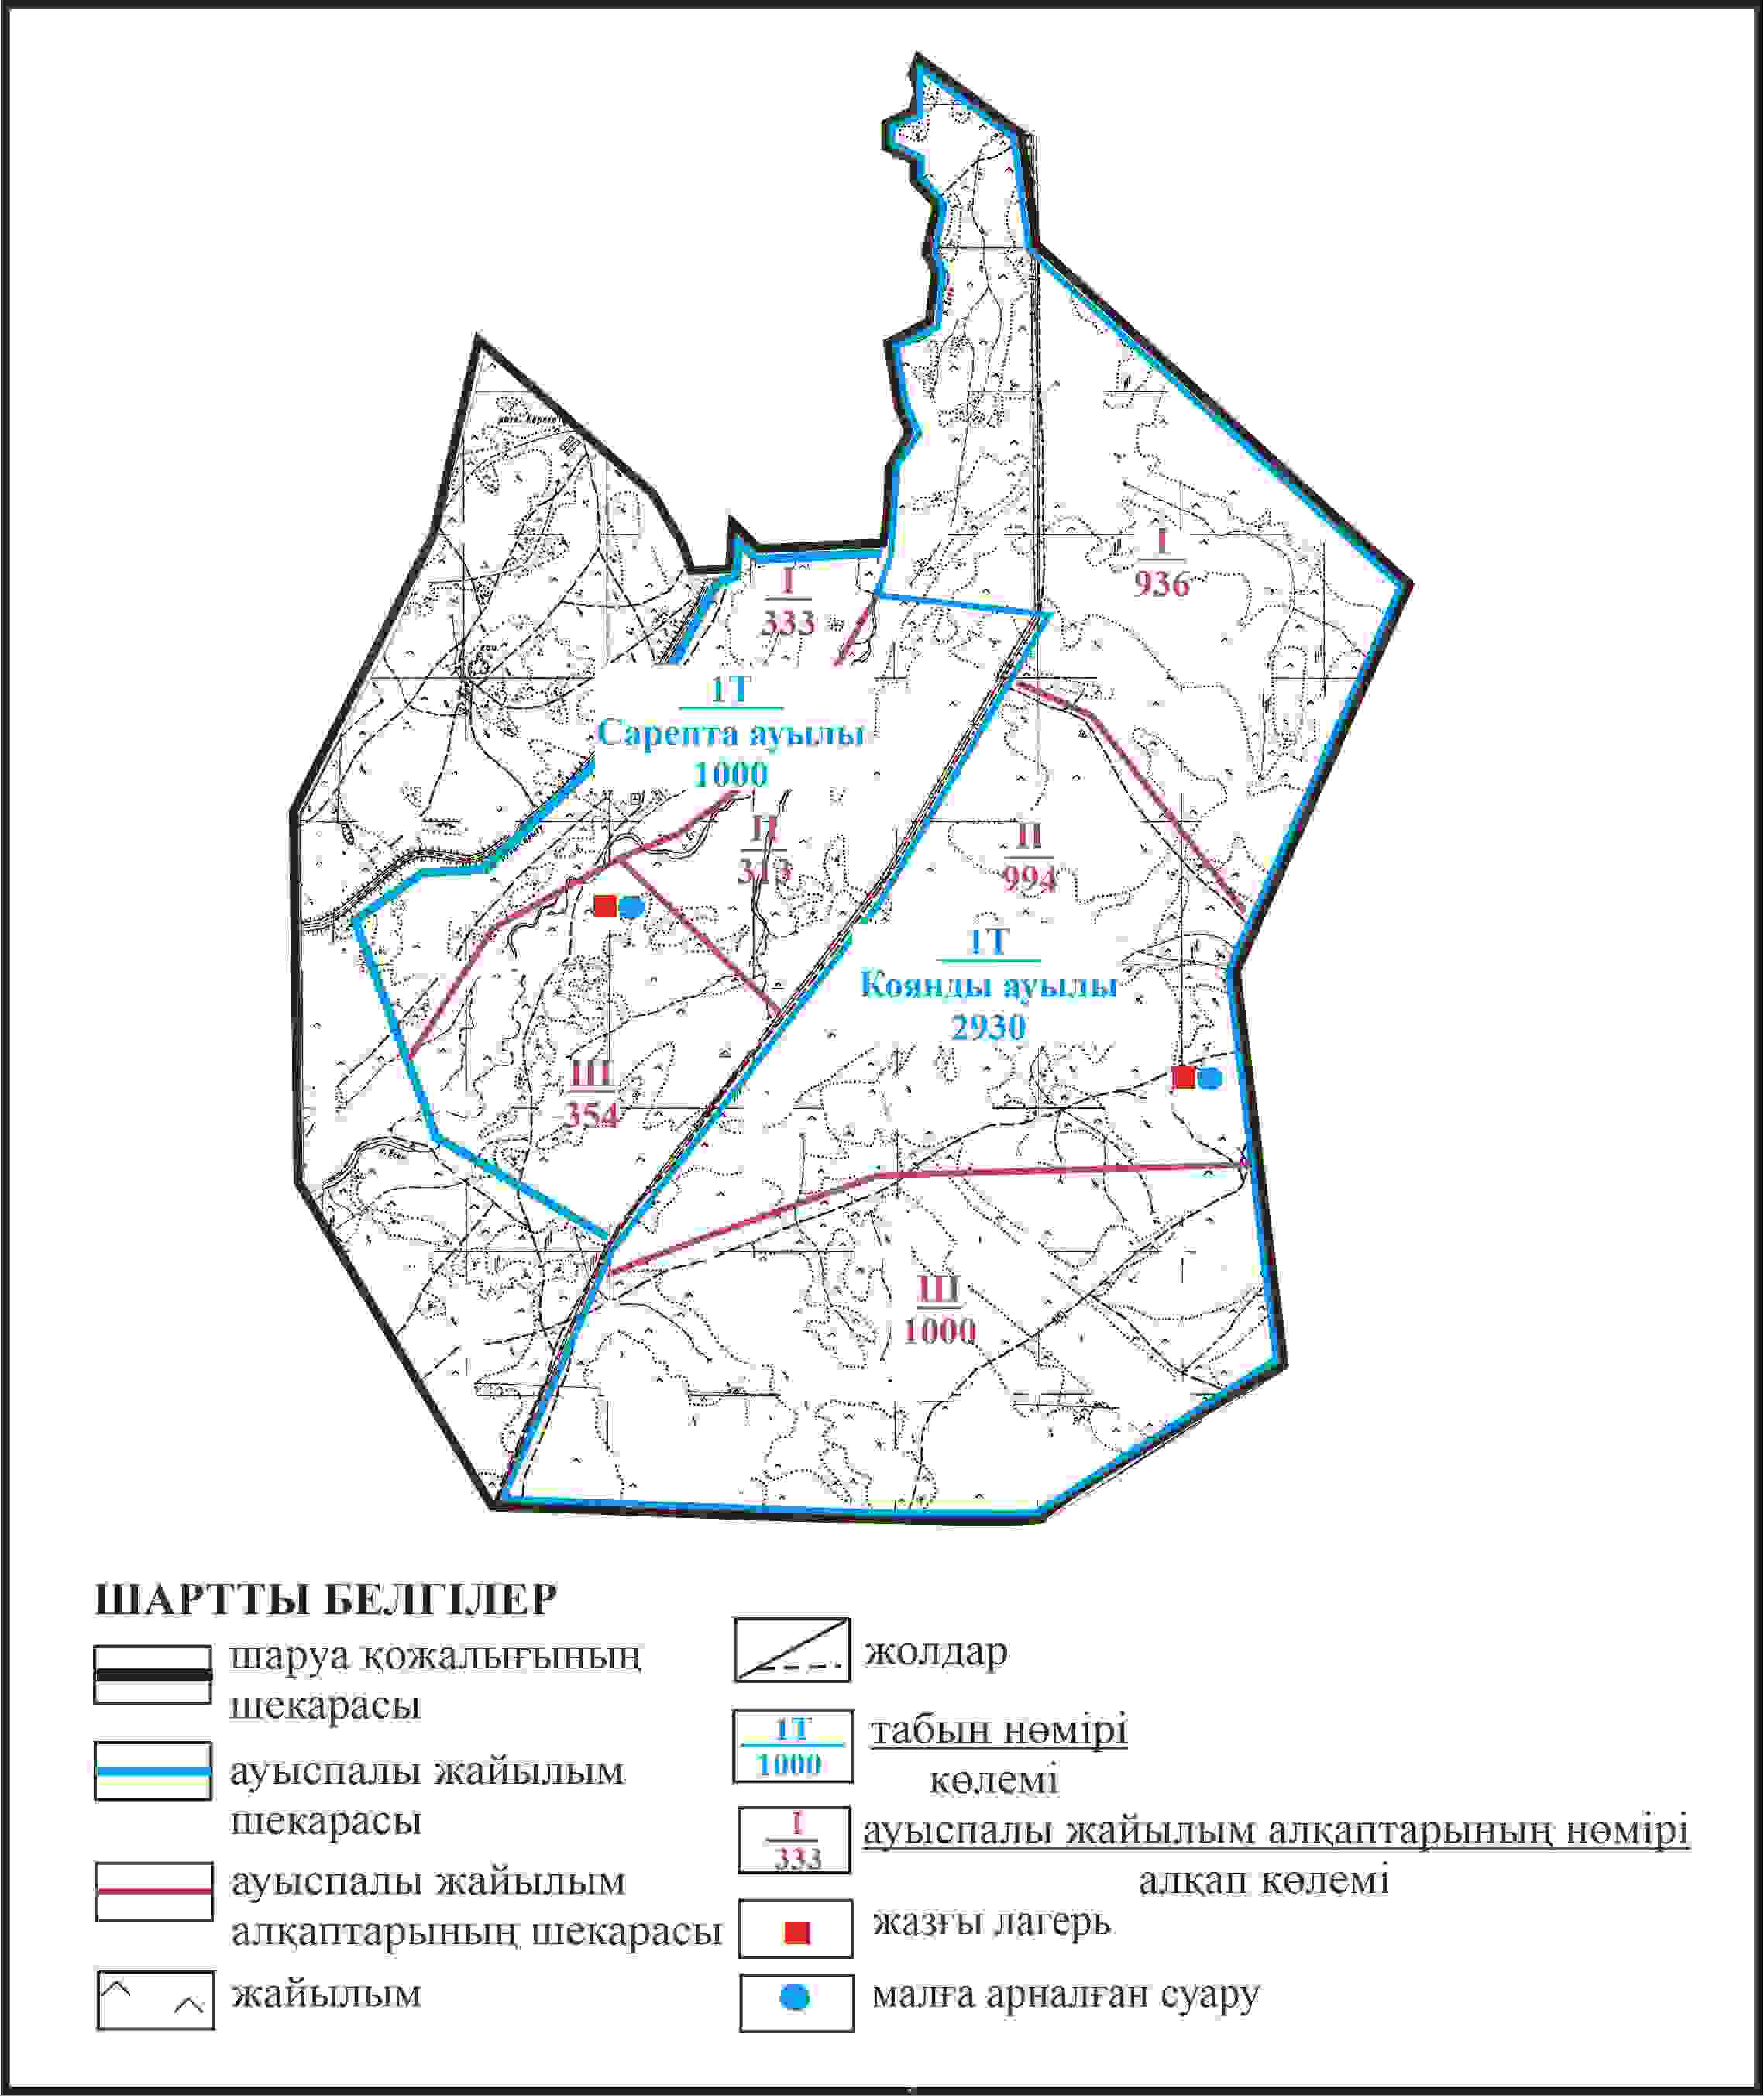 I
936
I
333
1Т
Сарепта ауылы
1000
II
313
II
994
1Т
Коянды ауылы
2930
III
354
III
1000
ШАРТТЫ БЕЛГІЛЕР
шаруа қожалығының
шекарасы
ауыспалы жайылым
шекарасы
ауыспалы жайылым
алқаптарының шекарасы
жайылым
жолдар
1Т
1000
табын нөмірі
көлемі
I
333
ауыспалы жайылым алқаптарының нөмірі
алқап көлемі
жазғы лагерь
малға арналған суару